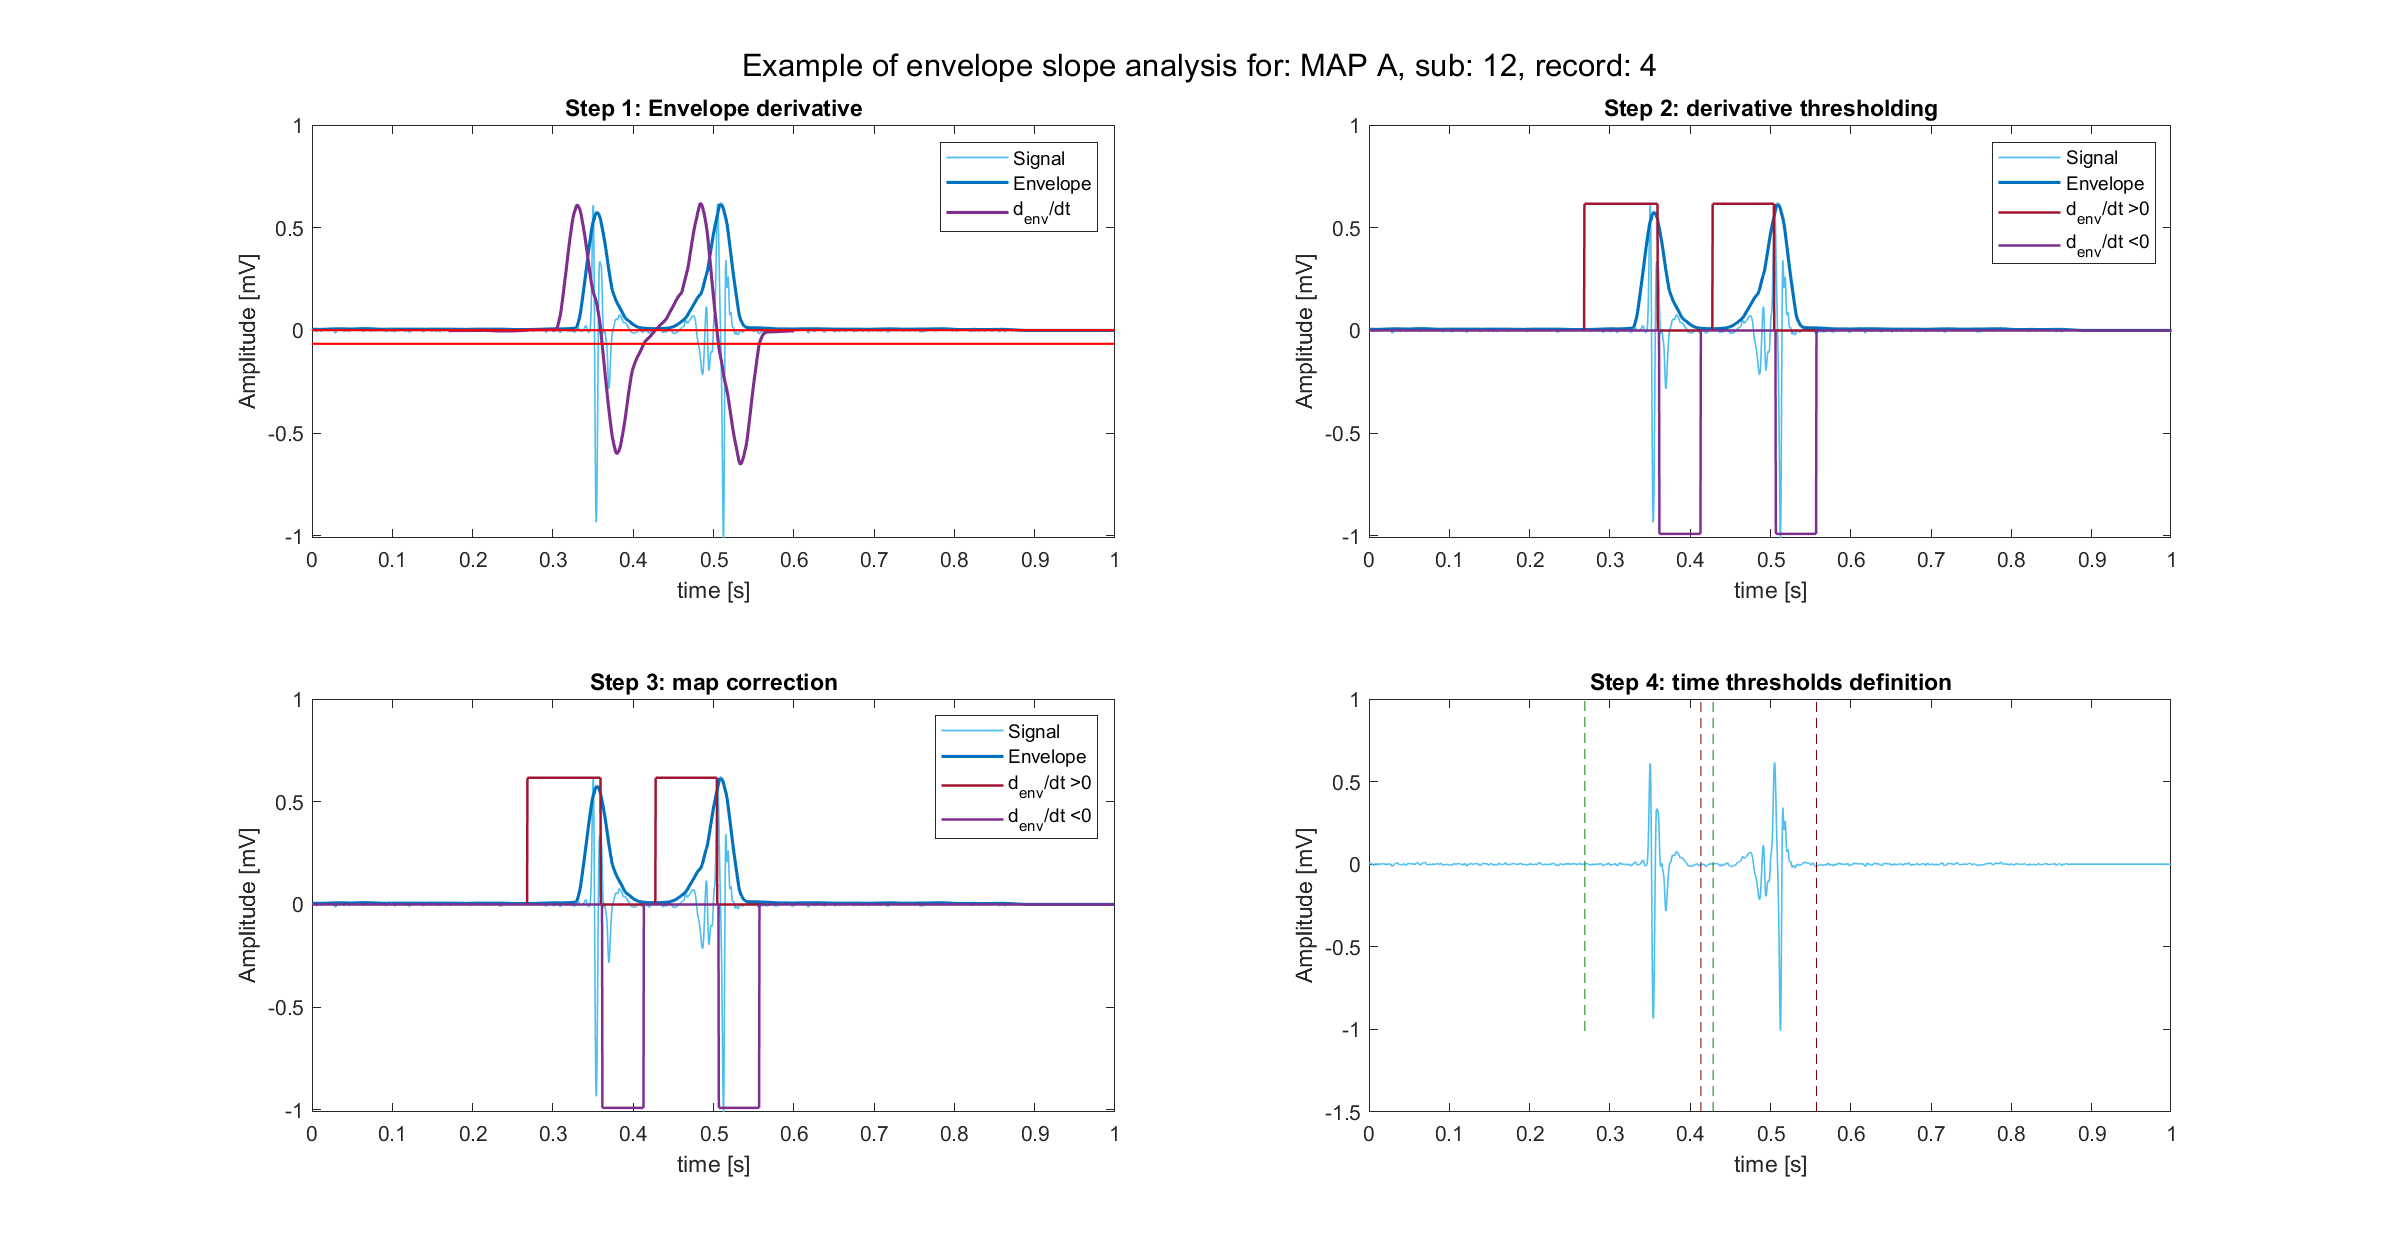 Example of envelope slope analysis for: MAP A, sub: 12, record: 4
Step 1: Envelope derivative
1
0.5
0
-0.5
-1
Amplitude [mV]
Signal
Envelope
d_env/dt
0 0.1 0.2 0.3 0.4 0.5 0.6 0.7 0.8 0.9 1
time [s]
Step 2: derivative thresholding
1
0.5
0
-0.5
-1
Amplitude [mV]
Signal
Envelope
d_env/dt >0
d_env/dt <0
0 0.1 0.2 0.3 0.4 0.5 0.6 0.7 0.8 0.9 1
time [s]
Step 3: map correction
1
0.5
0
-0.5
-1
Amplitude [mV]
Signal
Envelope
d_env/dt >0
d_env/dt <0
0 0.1 0.2 0.3 0.4 0.5 0.6 0.7 0.8 0.9 1
time [s]
Step 4: time thresholds definition
1
0.5
0
-0.5
-1
-1.5
Amplitude [mV]
0 0.1 0.2 0.3 0.4 0.5 0.6 0.7 0.8 0.9 1
time [s]